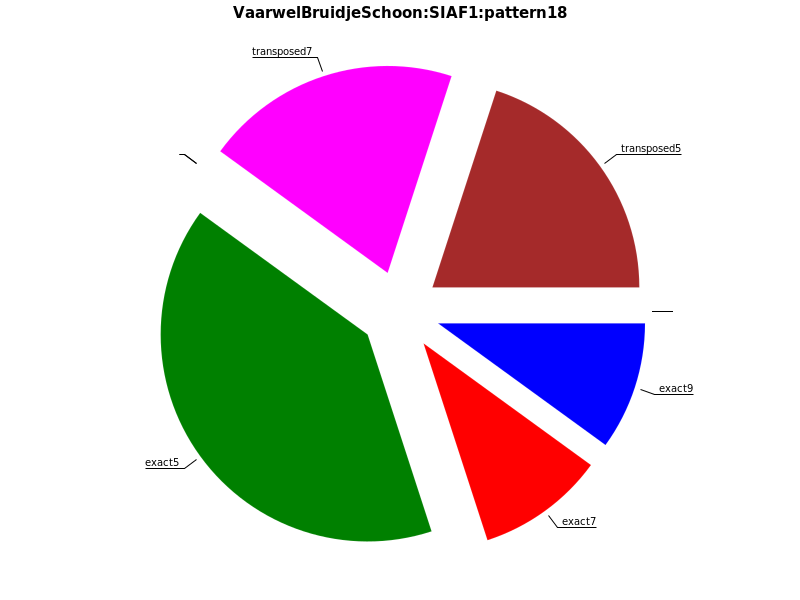 VaarwelBruidjeSchoon:SIAF1:pattern18
transposed7
transposed5
exact9
exact5
exact7